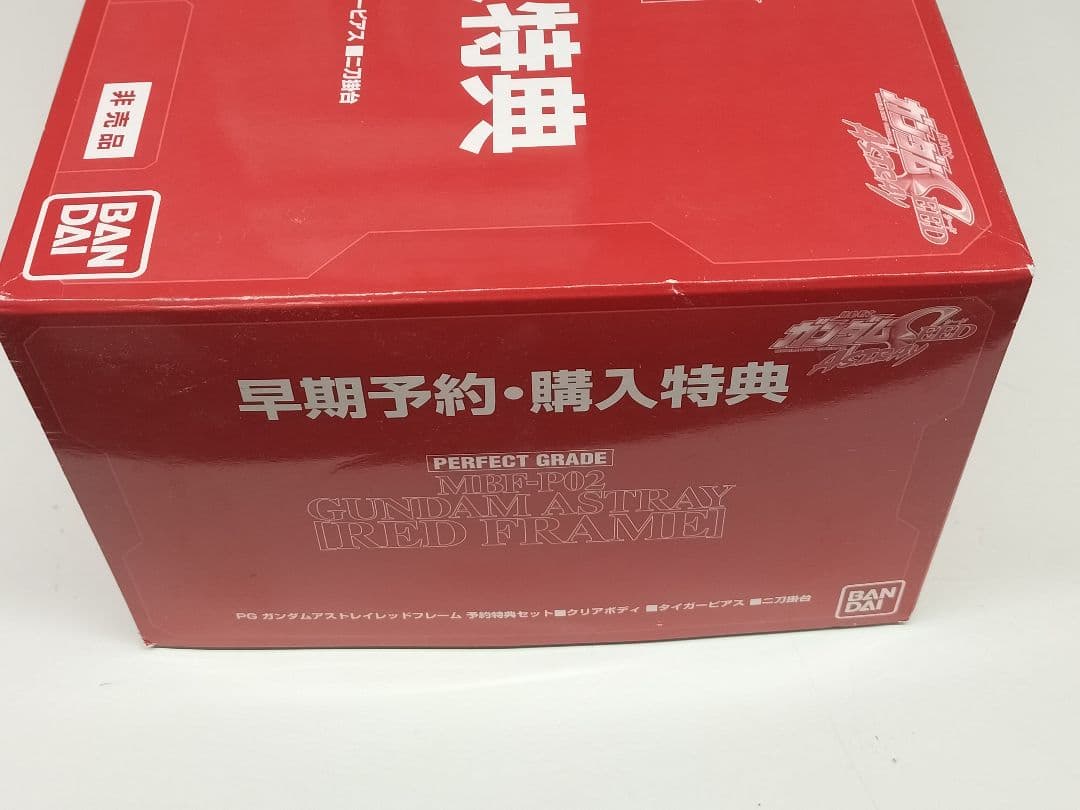 特典
ーピアス ■二刀掛台
非売品
BAN
DAI
ガンダムSEED
ASTRAY
ガンダムSEED
ASTRAY
早期予約・購入特典
PERFECT GRADE
MBF-P02
GUNDAM ASTRAY
[RED FRAME]
PG ガンダムアストレイレッドフレーム 予約特典セット■クリアボディ ■タイガーピアス ■二刀掛台
BAN
DAI